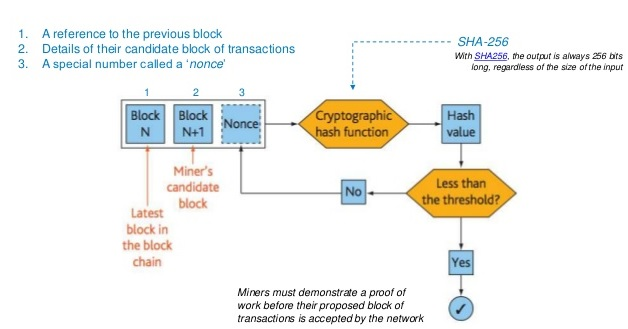 1. A reference to the previous block
2. Details of their candidate block of transactions
3. A special number called a ‘nonce’
SHA-256
With SHA256, the output is always 256 bits
long, regardless of the size of the input
1
2
3
Block
N
Block
N+1
Nonce
Cryptographic
hash function
Hash
value
Miner's
candidate
block
Latest
block in
the block
chain
No
Less than
the threshold?
Yes
Miners must demonstrate a proof of
work before their proposed block of
transactions is accepted by the network